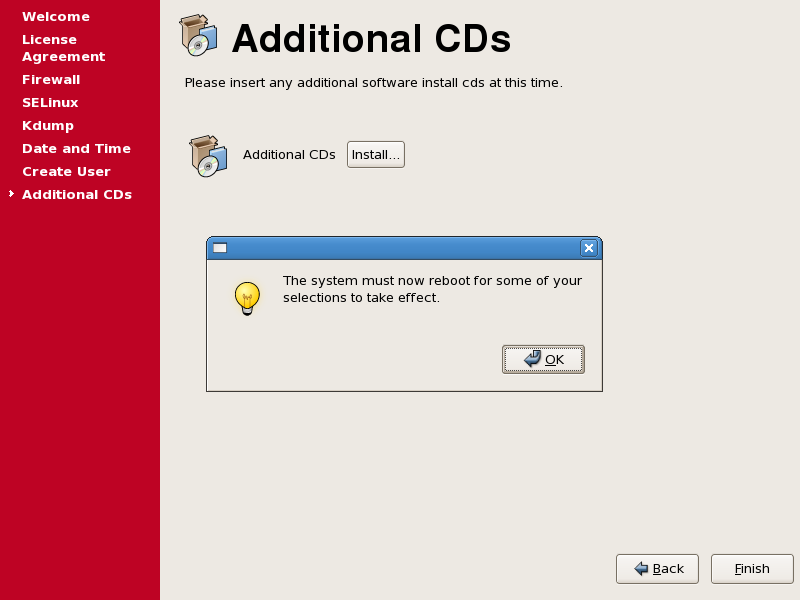 Welcome
License
Agreement
Firewall
SELinux
Kdump
Date and Time
Create User
Additional CDs
Additional CDs
Please insert any additional software install cds at this time.
Additional CDs Install...
The system must now reboot for some of your
selections to take effect.
OK
Back Finish